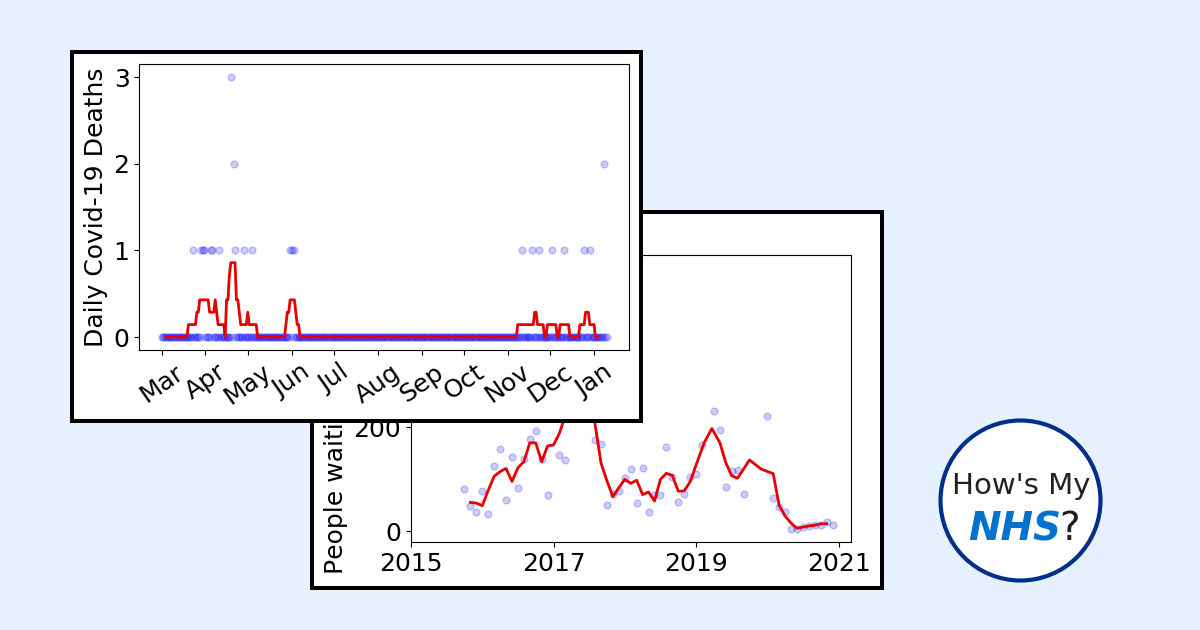 Daily Covid-19 Deaths
3
2
1
0
Mar Apr May Jun Jul Aug Sep Oct Nov Dec Jan
People waiti
200
0
2015 2017 2019 2021
How's My
NHS?